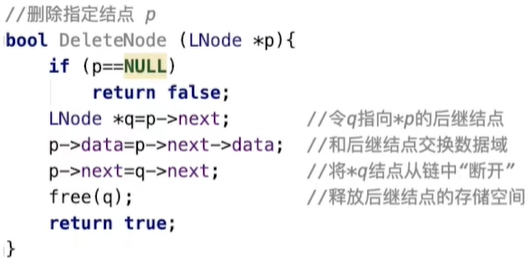 //删除指定结点 p
bool DeleteNode (LNode *p){
    if (p==NULL)
        return false;
    LNode *q=p->next;          //令q指向*p的后继结点
    p->data=p->next->data;  //和后继结点交换数据域
    p->next=q->next;           //将*q结点从链中“断开”
    free(q);                   //释放后继结点的存储空间
    return true;
}